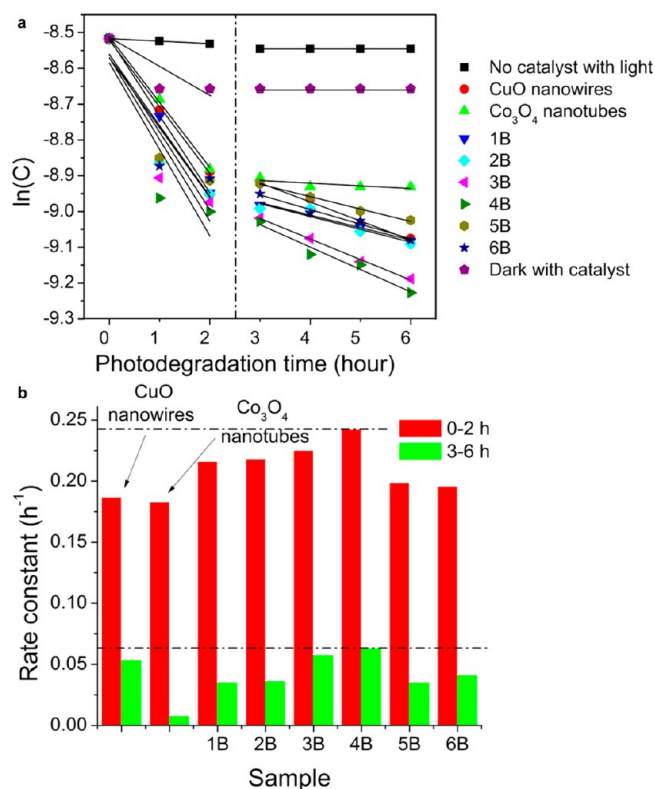 a
-8.5
-8.6
-8.7
-8.8
-8.9
-9.0
-9.1
-9.2
-9.3
ln(C)
0 1 2 3 4 5 6
Photodegradation time (hour)
No catalyst with light
CuO nanowires
Co₃O₄ nanotubes
1B
2B
3B
4B
5B
6B
Dark with catalyst
b
CuO
nanowires
Co₃O₄
nanotubes
0-2 h
3-6 h
0.25
0.20
0.15
0.10
0.05
0.00
Rate constant (h⁻¹)
1B 2B 3B 4B 5B 6B
Sample